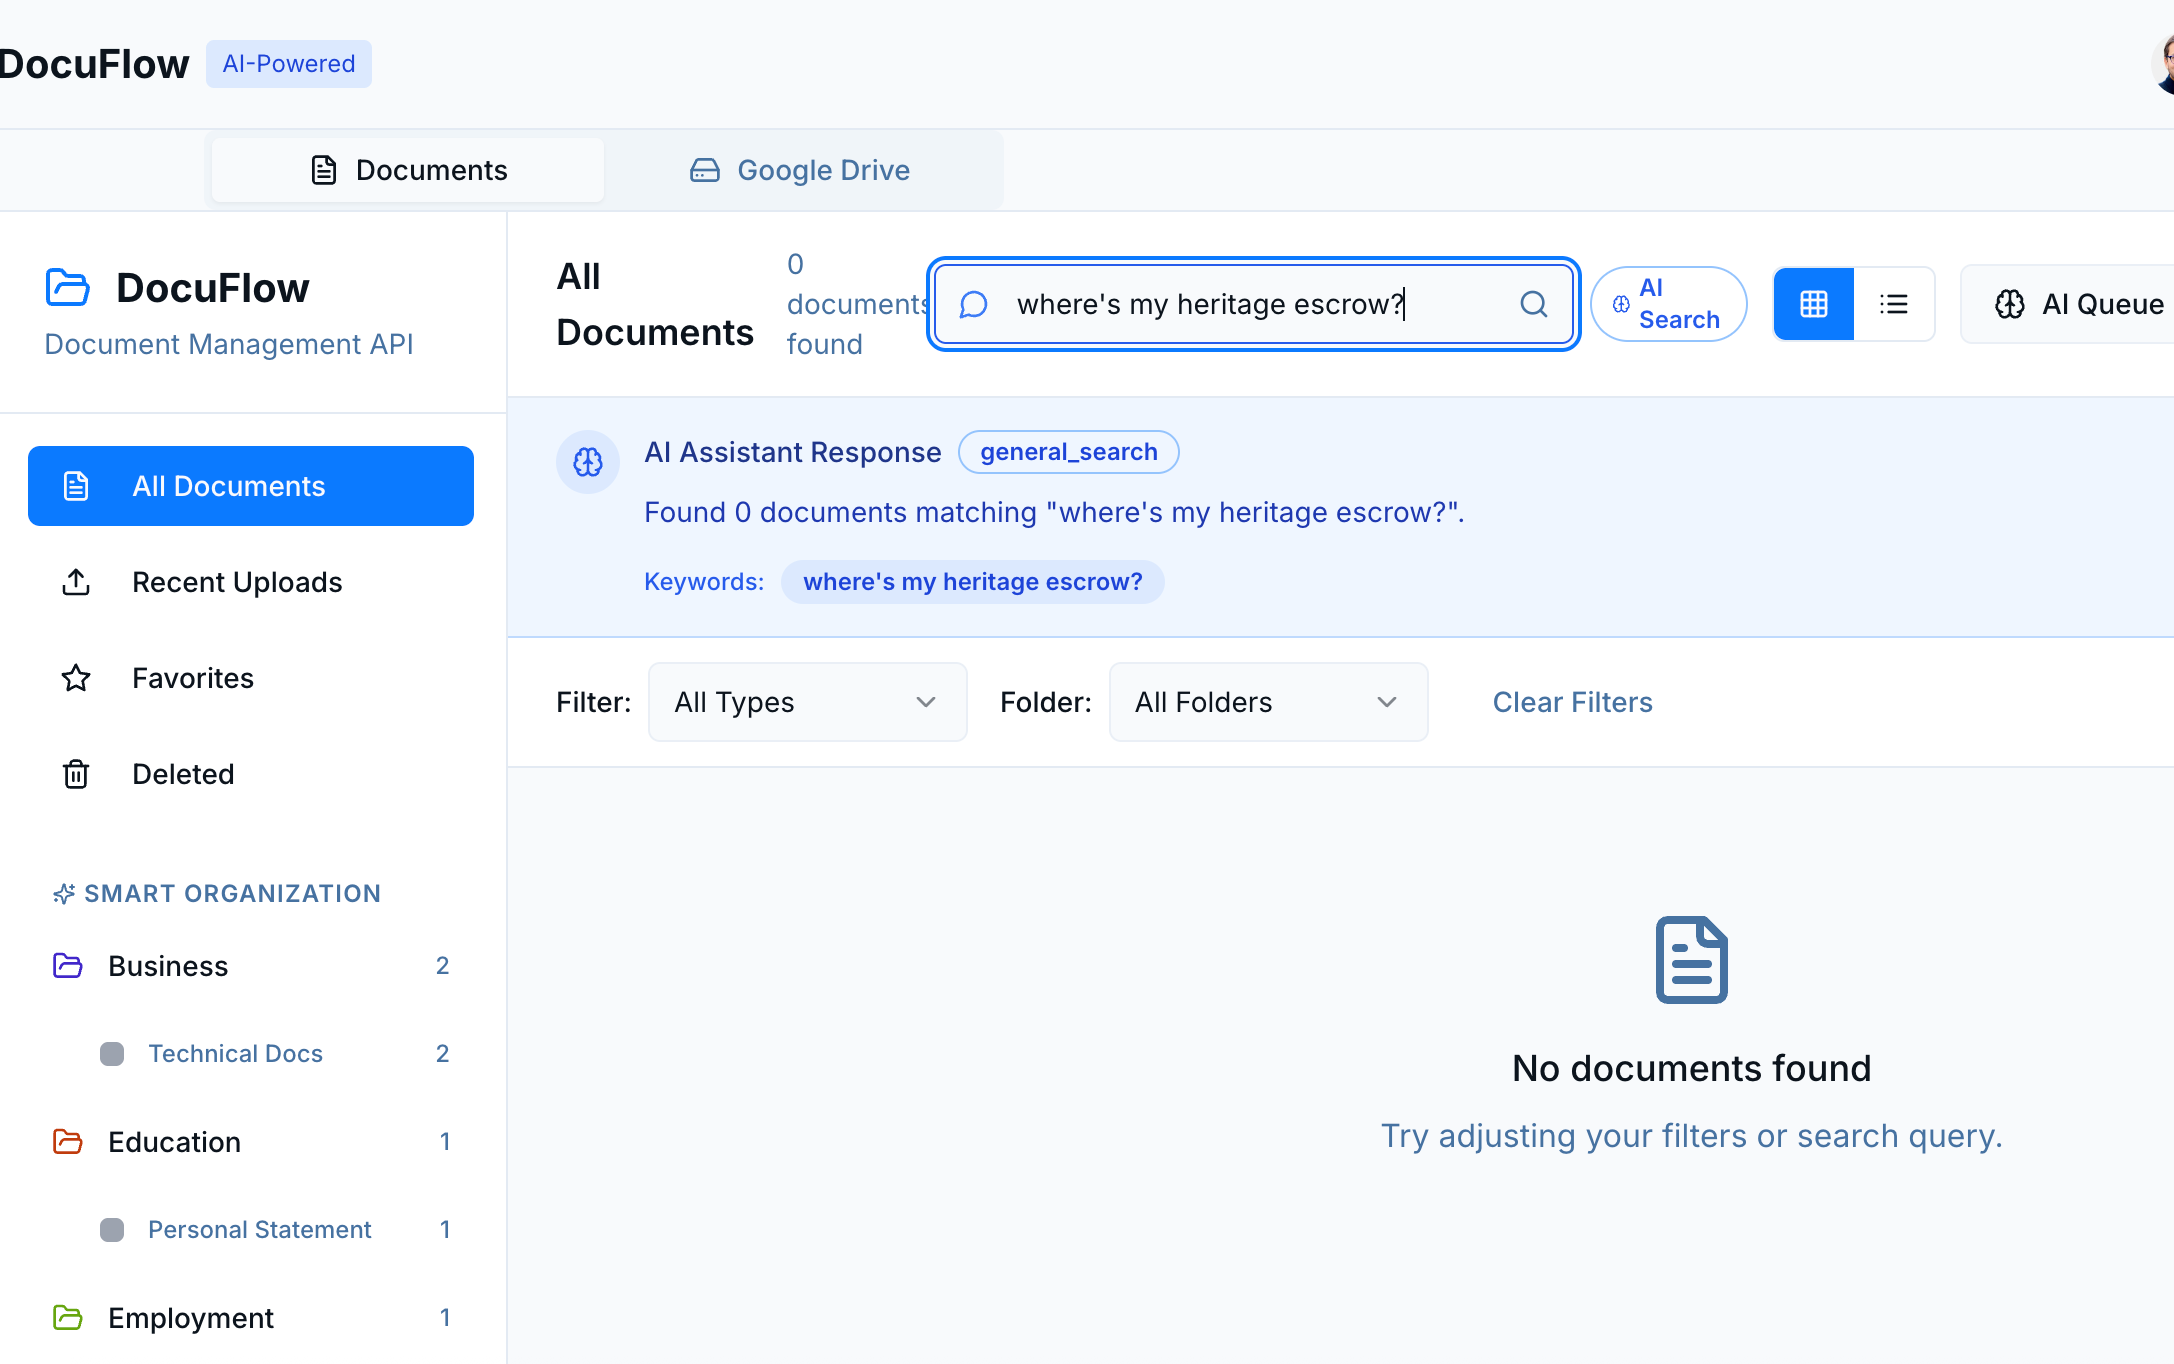 DocuFlow
AI-Powered
Documents
Google Drive
DocuFlow
Document Management API
All Documents
Recent Uploads
Favorites
Deleted
SMART ORGANIZATION
Business 2
Technical Docs 2
Education 1
Personal Statement 1
Employment 1
All
Documents
0
documents
found
where's my heritage escrow?
AI
Search
AI Queue
AI Assistant Response
general_search
Found 0 documents matching "where's my heritage escrow?".
Keywords: where's my heritage escrow?
Filter: All Types
Folder: All Folders
Clear Filters
No documents found
Try adjusting your filters or search query.